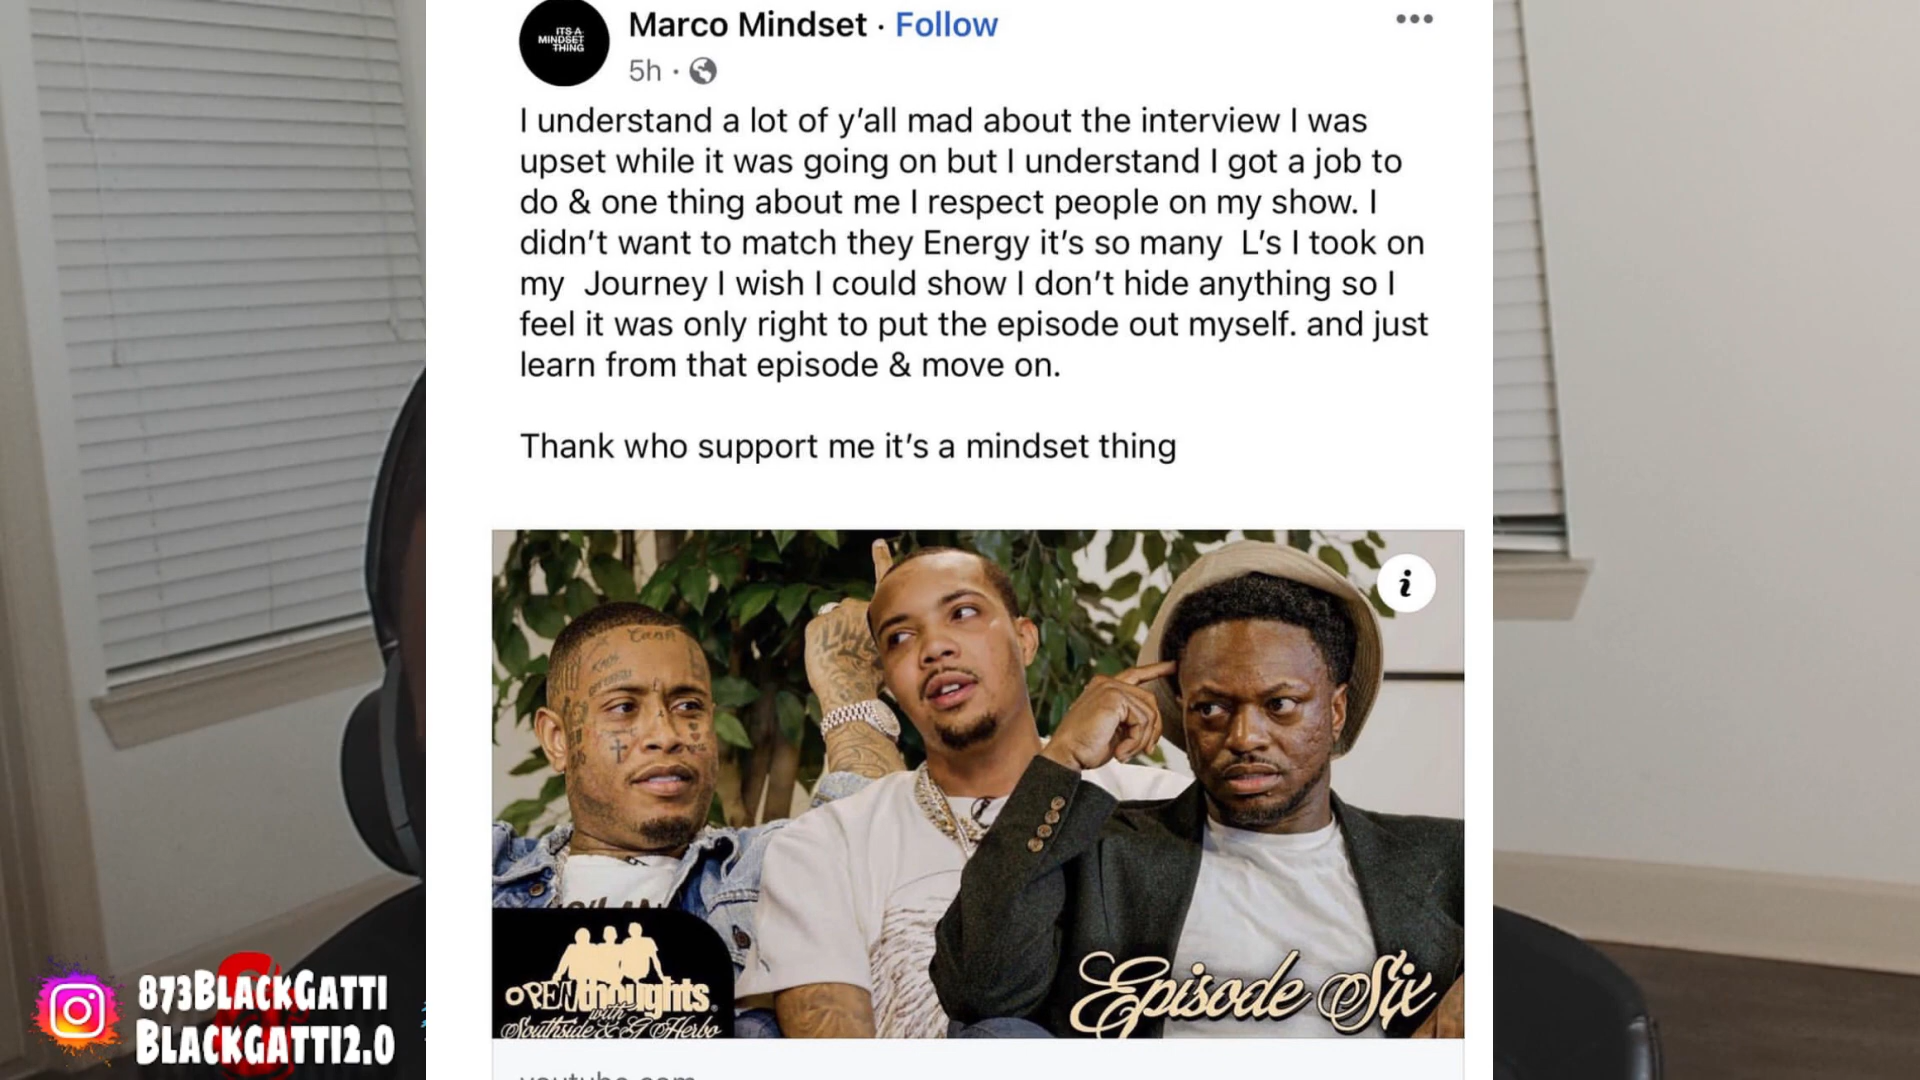 ITS A
MINDSET
THING
Marco Mindset · Follow
5h ·
I understand a lot of y’all mad about the interview I was
upset while it was going on but I understand I got a job to
do & one thing about me I respect people on my show. I
didn’t want to match they Energy it’s so many L’s I took on
my Journey I wish I could show I don’t hide anything so I
feel it was only right to put the episode out myself. and just
learn from that episode & move on.
Thank who support me it’s a mindset thing
OPEN thoughts
with
Southside & G Herbo
Episode Six
873BLACKGATTI
BLACKGATTI2.0
youtube.com